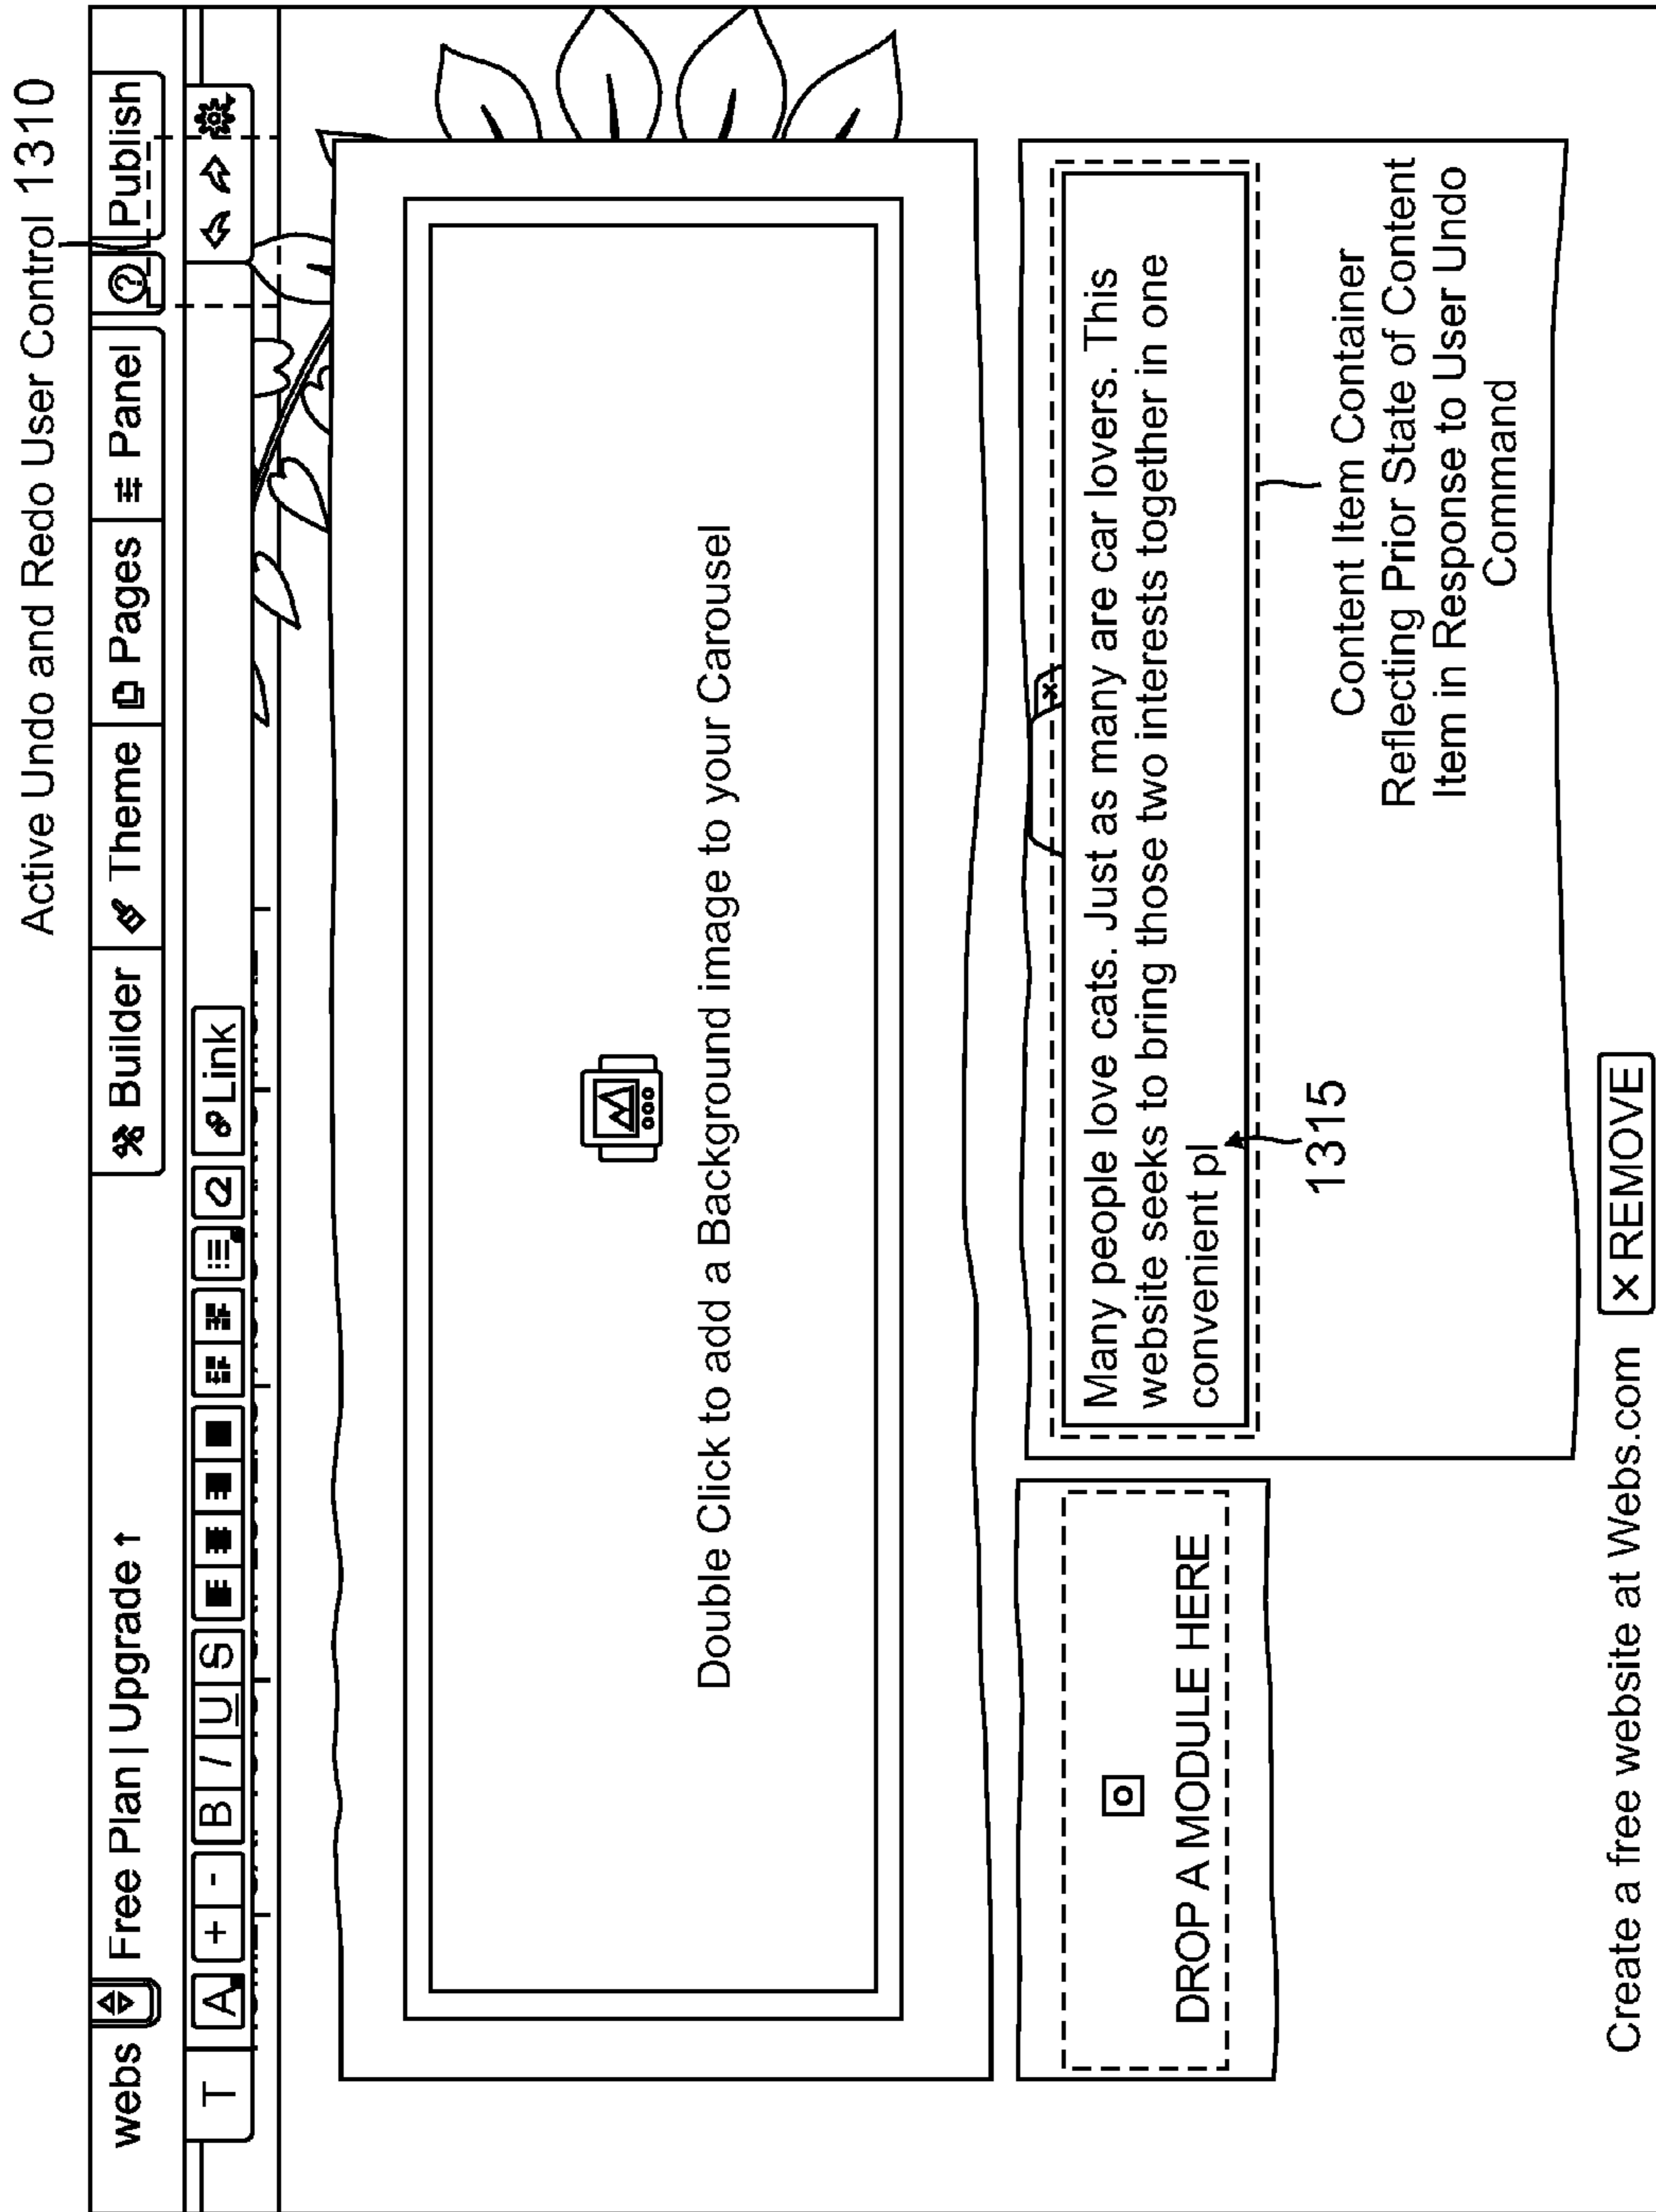 Active Undo and Redo User Control 1310
webs Free Plan | Upgrade ↑ Builder Theme Pages Panel ? Publish
T A + - B I U S Link
Double Click to add a Background image to your Carousel
DROP A MODULE HERE
x
Many people love cats. Just as many are car lovers. This
website seeks to bring those two interests together in one
convenient pl
1315
Content Item Container
Reflecting Prior State of Content
Item in Response to User Undo
Command
Create a free website at Webs.com x REMOVE